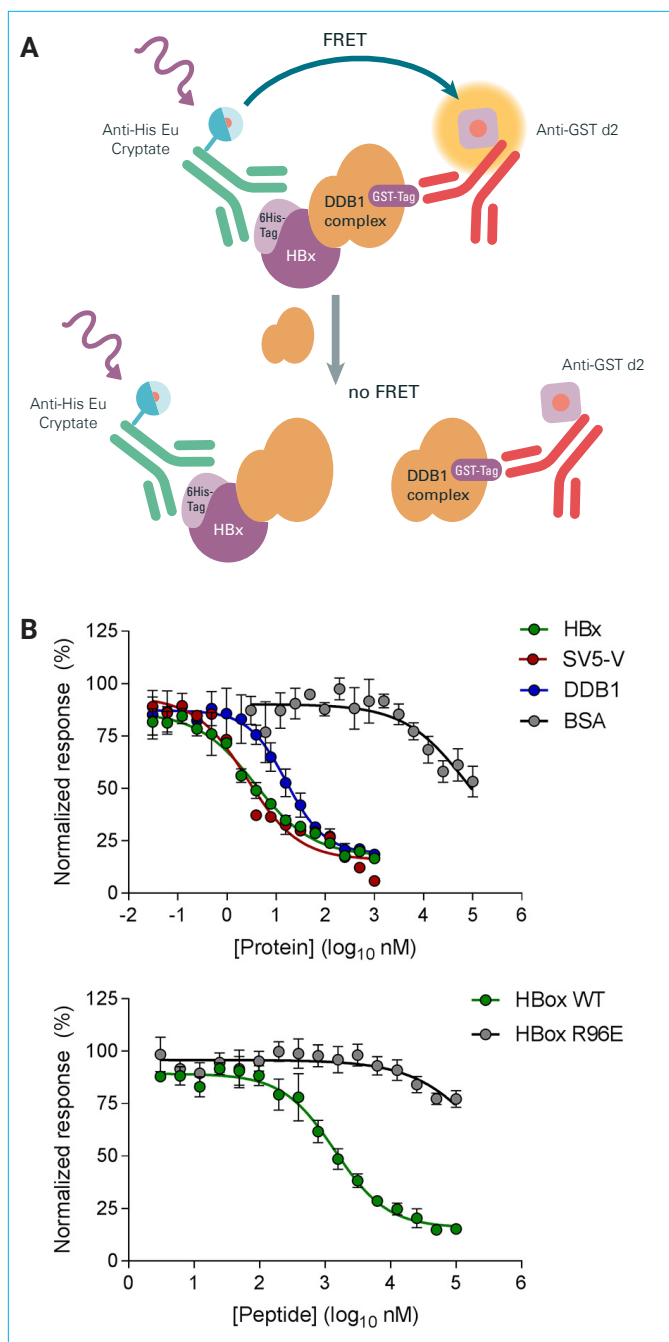 A
FRET
Anti-His Eu
Cryptate
Anti-GST d2
6His-
Tag
HBx
DDB1
complex
GST-Tag
no FRET
Anti-His Eu
Cryptate
Anti-GST d2
6His-
Tag
HBx
DDB1
complex
GST-Tag
B
Normalized response (%)
125
100
75
50
25
0
-2 -1 0 1 2 3 4 5 6
[Protein] (log10 nM)
HBx
SV5-V
DDB1
BSA
Normalized response (%)
125
100
75
50
25
0
0 1 2 3 4 5 6
[Peptide] (log10 nM)
HBox WT
HBox R96E